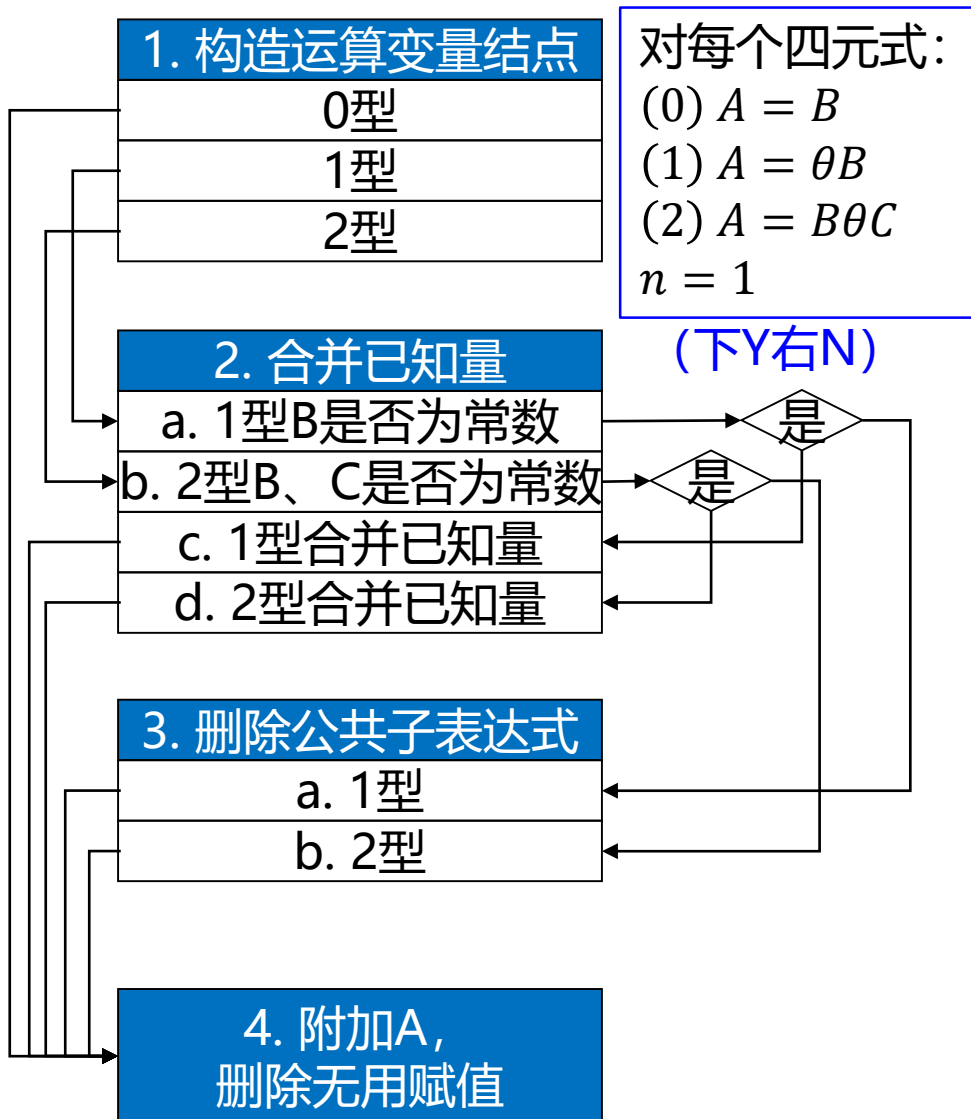 1. 构造运算变量结点
0型
1型
2型
对每个四元式:
(0) A = B
(1) A = θB
(2) A = BθC
n = 1
(下Y右N)
2. 合并已知量
a. 1型B是否为常数
是
b. 2型B、C是否为常数
是
c. 1型合并已知量
d. 2型合并已知量
3. 删除公共子表达式
a. 1型
b. 2型
4. 附加A,
删除无用赋值